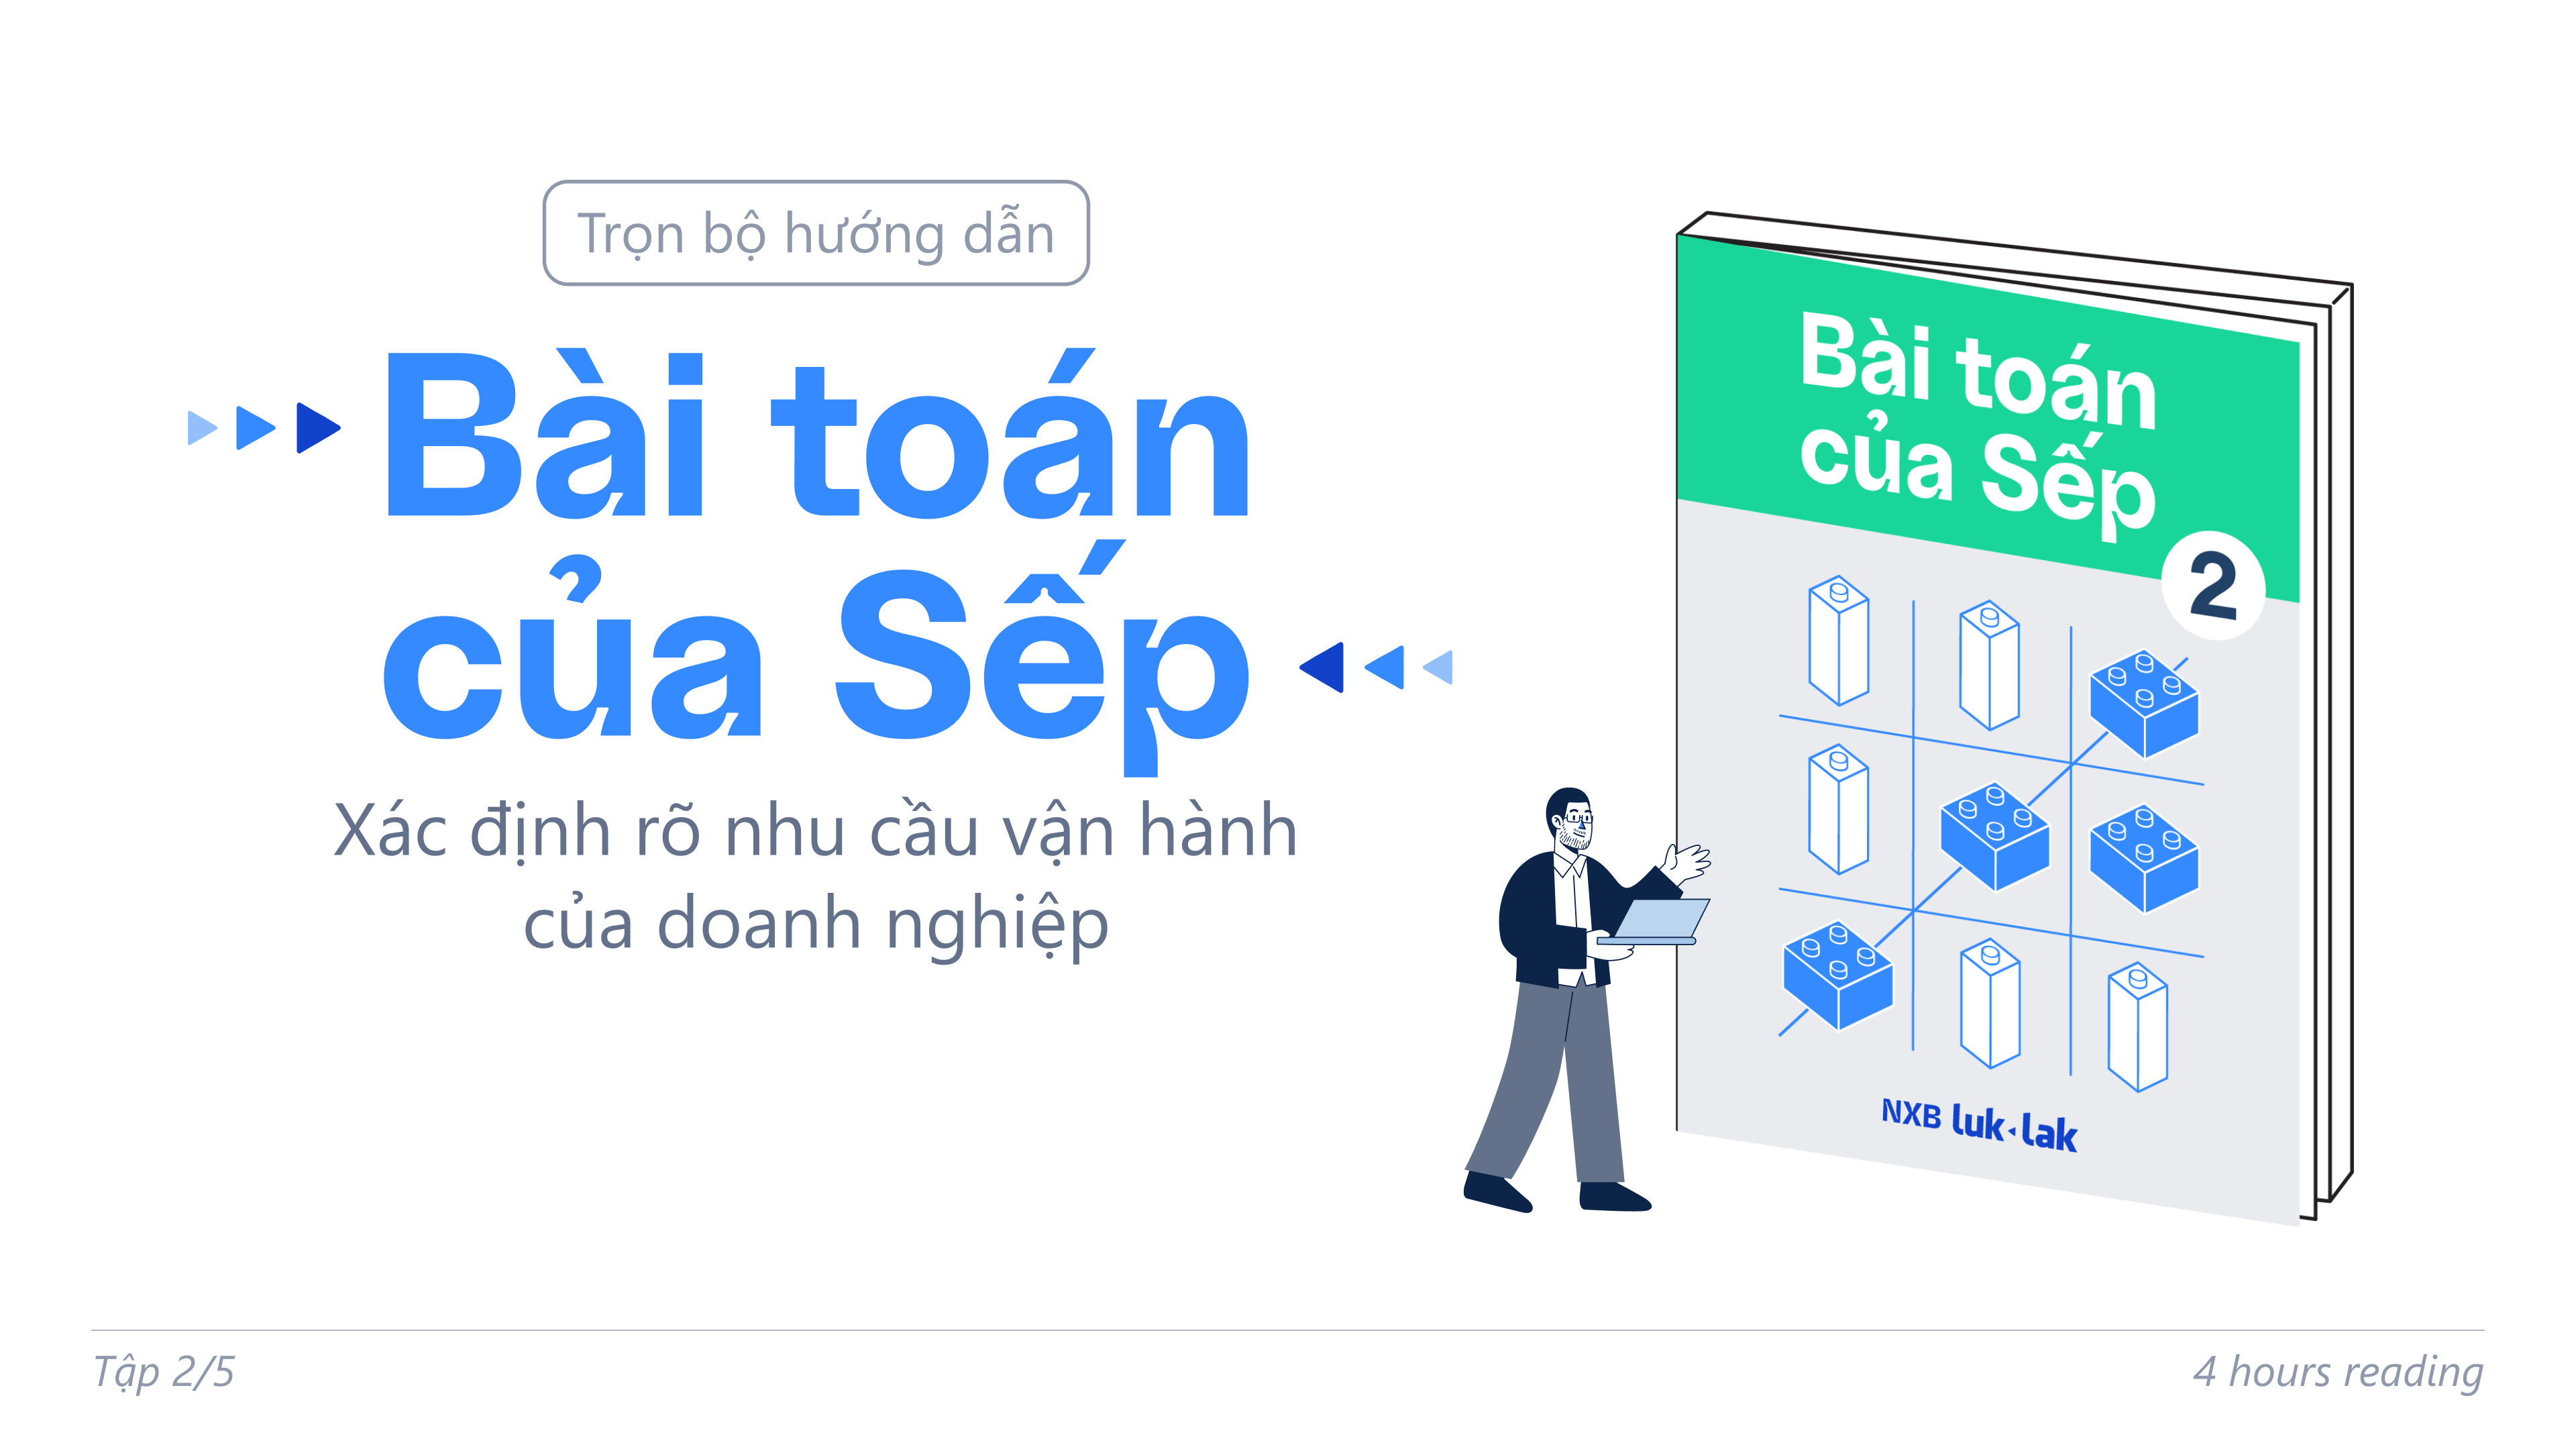 Trọn bộ hướng dẫn
Bài toán
của Sếp
Xác định rõ nhu cầu vận hành
của doanh nghiệp
Bài toán
của Sếp
2
NXB luk lak
Tập 2/5
4 hours reading